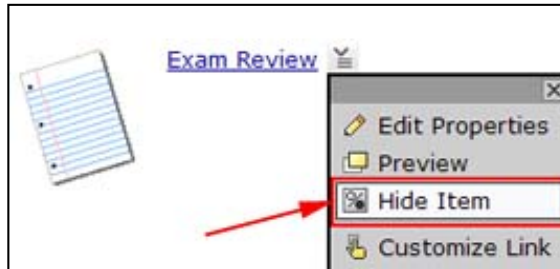 Exam Review
Edit Properties
Preview
Hide Item
Customize Link